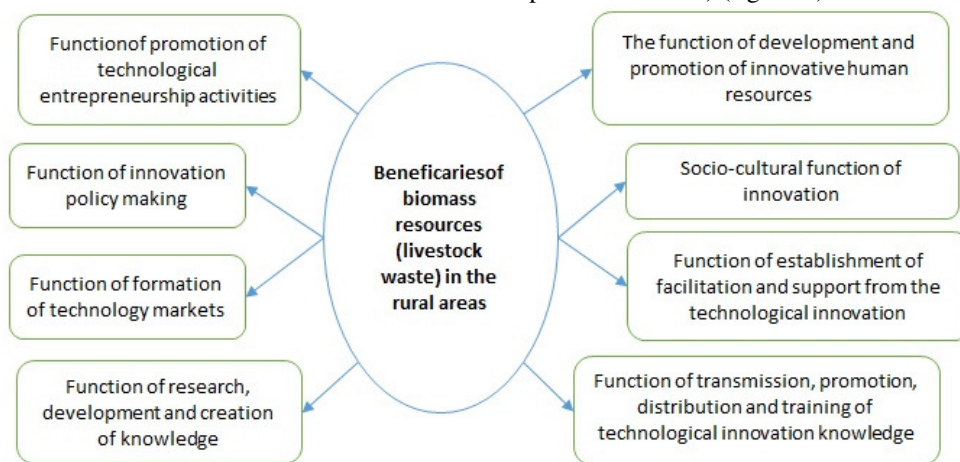 Functionof promotion of
technological
entrepreneurship activities
The function of development and
promotion of innovative human
resources
Function of innovation
policy making
Socio-cultural function of
innovation
Beneficariesof
biomass
resources
(livestock
waste) in the
rural areas
Function of formation
of technology markets
Function of establishment of
facilitation and support from the
technological innovation
Function of research,
development and creation
of knowledge
Function of transmission, promotion,
distribution and training of
technological innovation knowledge